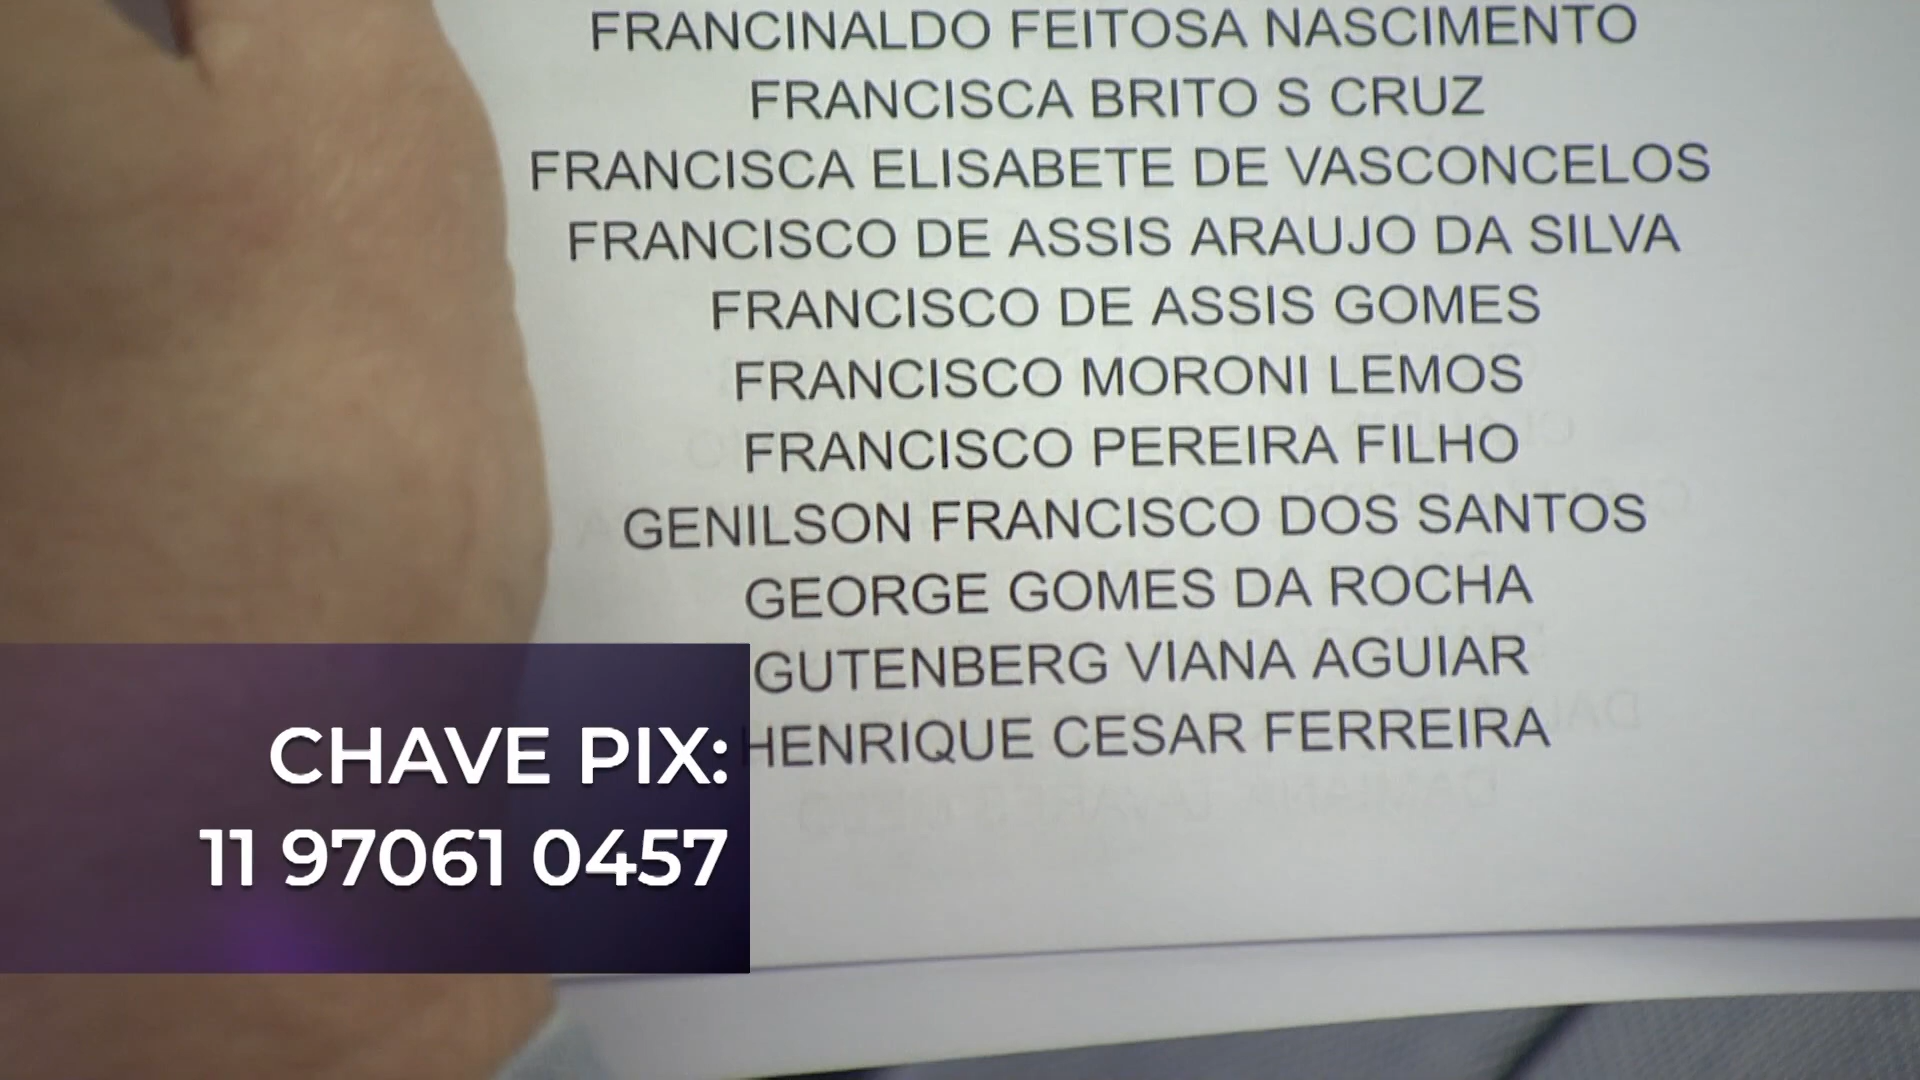 FRANCINALDO FEITOSA NASCIMENTO
FRANCISCA BRITO S CRUZ
FRANCISCA ELISABETE DE VASCONCELOS
FRANCISCO DE ASSIS ARAUJO DA SILVA
FRANCISCO DE ASSIS GOMES
FRANCISCO MORONI LEMOS
FRANCISCO PEREIRA FILHO
GENILSON FRANCISCO DOS SANTOS
GEORGE GOMES DA ROCHA
GUTENBERG VIANA AGUIAR
HENRIQUE CESAR FERREIRA
CHAVE PIX:
11 97061 0457